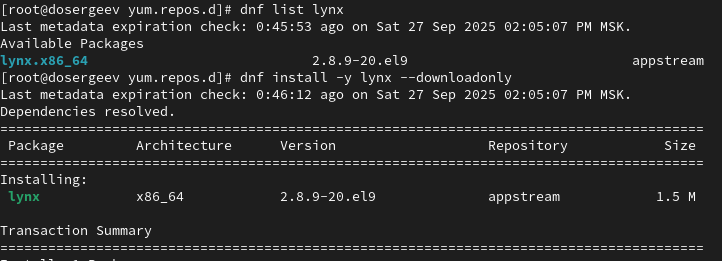 [root@dosergeev yum.repos.d]# dnf list lynx
Last metadata expiration check: 0:45:53 ago on Sat 27 Sep 2025 02:05:07 PM MSK.
Available Packages
lynx.x86_64 2.8.9-20.el9 appstream
[root@dosergeev yum.repos.d]# dnf install -y lynx --downloadonly
Last metadata expiration check: 0:46:12 ago on Sat 27 Sep 2025 02:05:07 PM MSK.
Dependencies resolved.
================================================================================
Package Architecture Version Repository Size
================================================================================
Installing:
lynx x86_64 2.8.9-20.el9 appstream 1.5 M
Transaction Summary
================================================================================